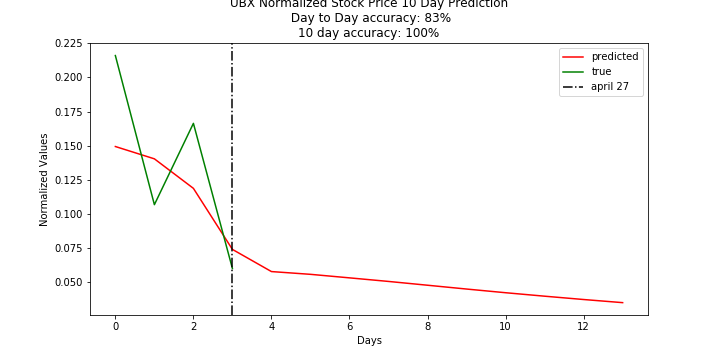 UBX Normalized Stock Price 10 Day Prediction
Day to Day accuracy: 83%
10 day accuracy: 100%
predicted
true
april 27
Normalized Values
0.225
0.200
0.175
0.150
0.125
0.100
0.075
0.050
0 2 4 6 8 10 12
Days